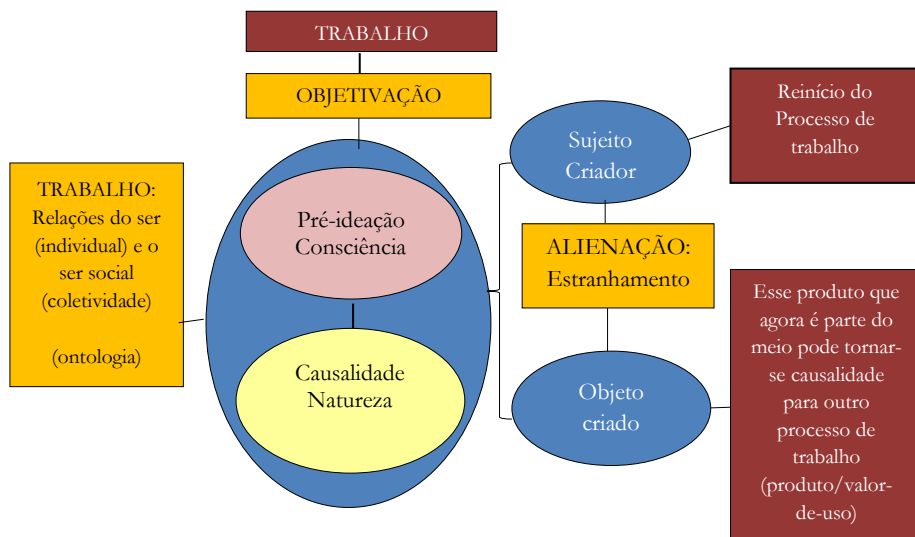 TRABALHO
OBJETIVAÇÃO
TRABALHO:
Relações do ser
(individual) e o
ser social
(coletividade)
(ontologia)
Pré-ideação
Consciência
Causalidade
Natureza
Sujeito
Criador
ALIENAÇÃO:
Estranhamento
Objeto
criado
Reinício do
Processo de
trabalho
Esse produto que
agora é parte do
meio pode tornar-
se causalidade
para outro
processo de
trabalho
(produto/valor-
de-uso)